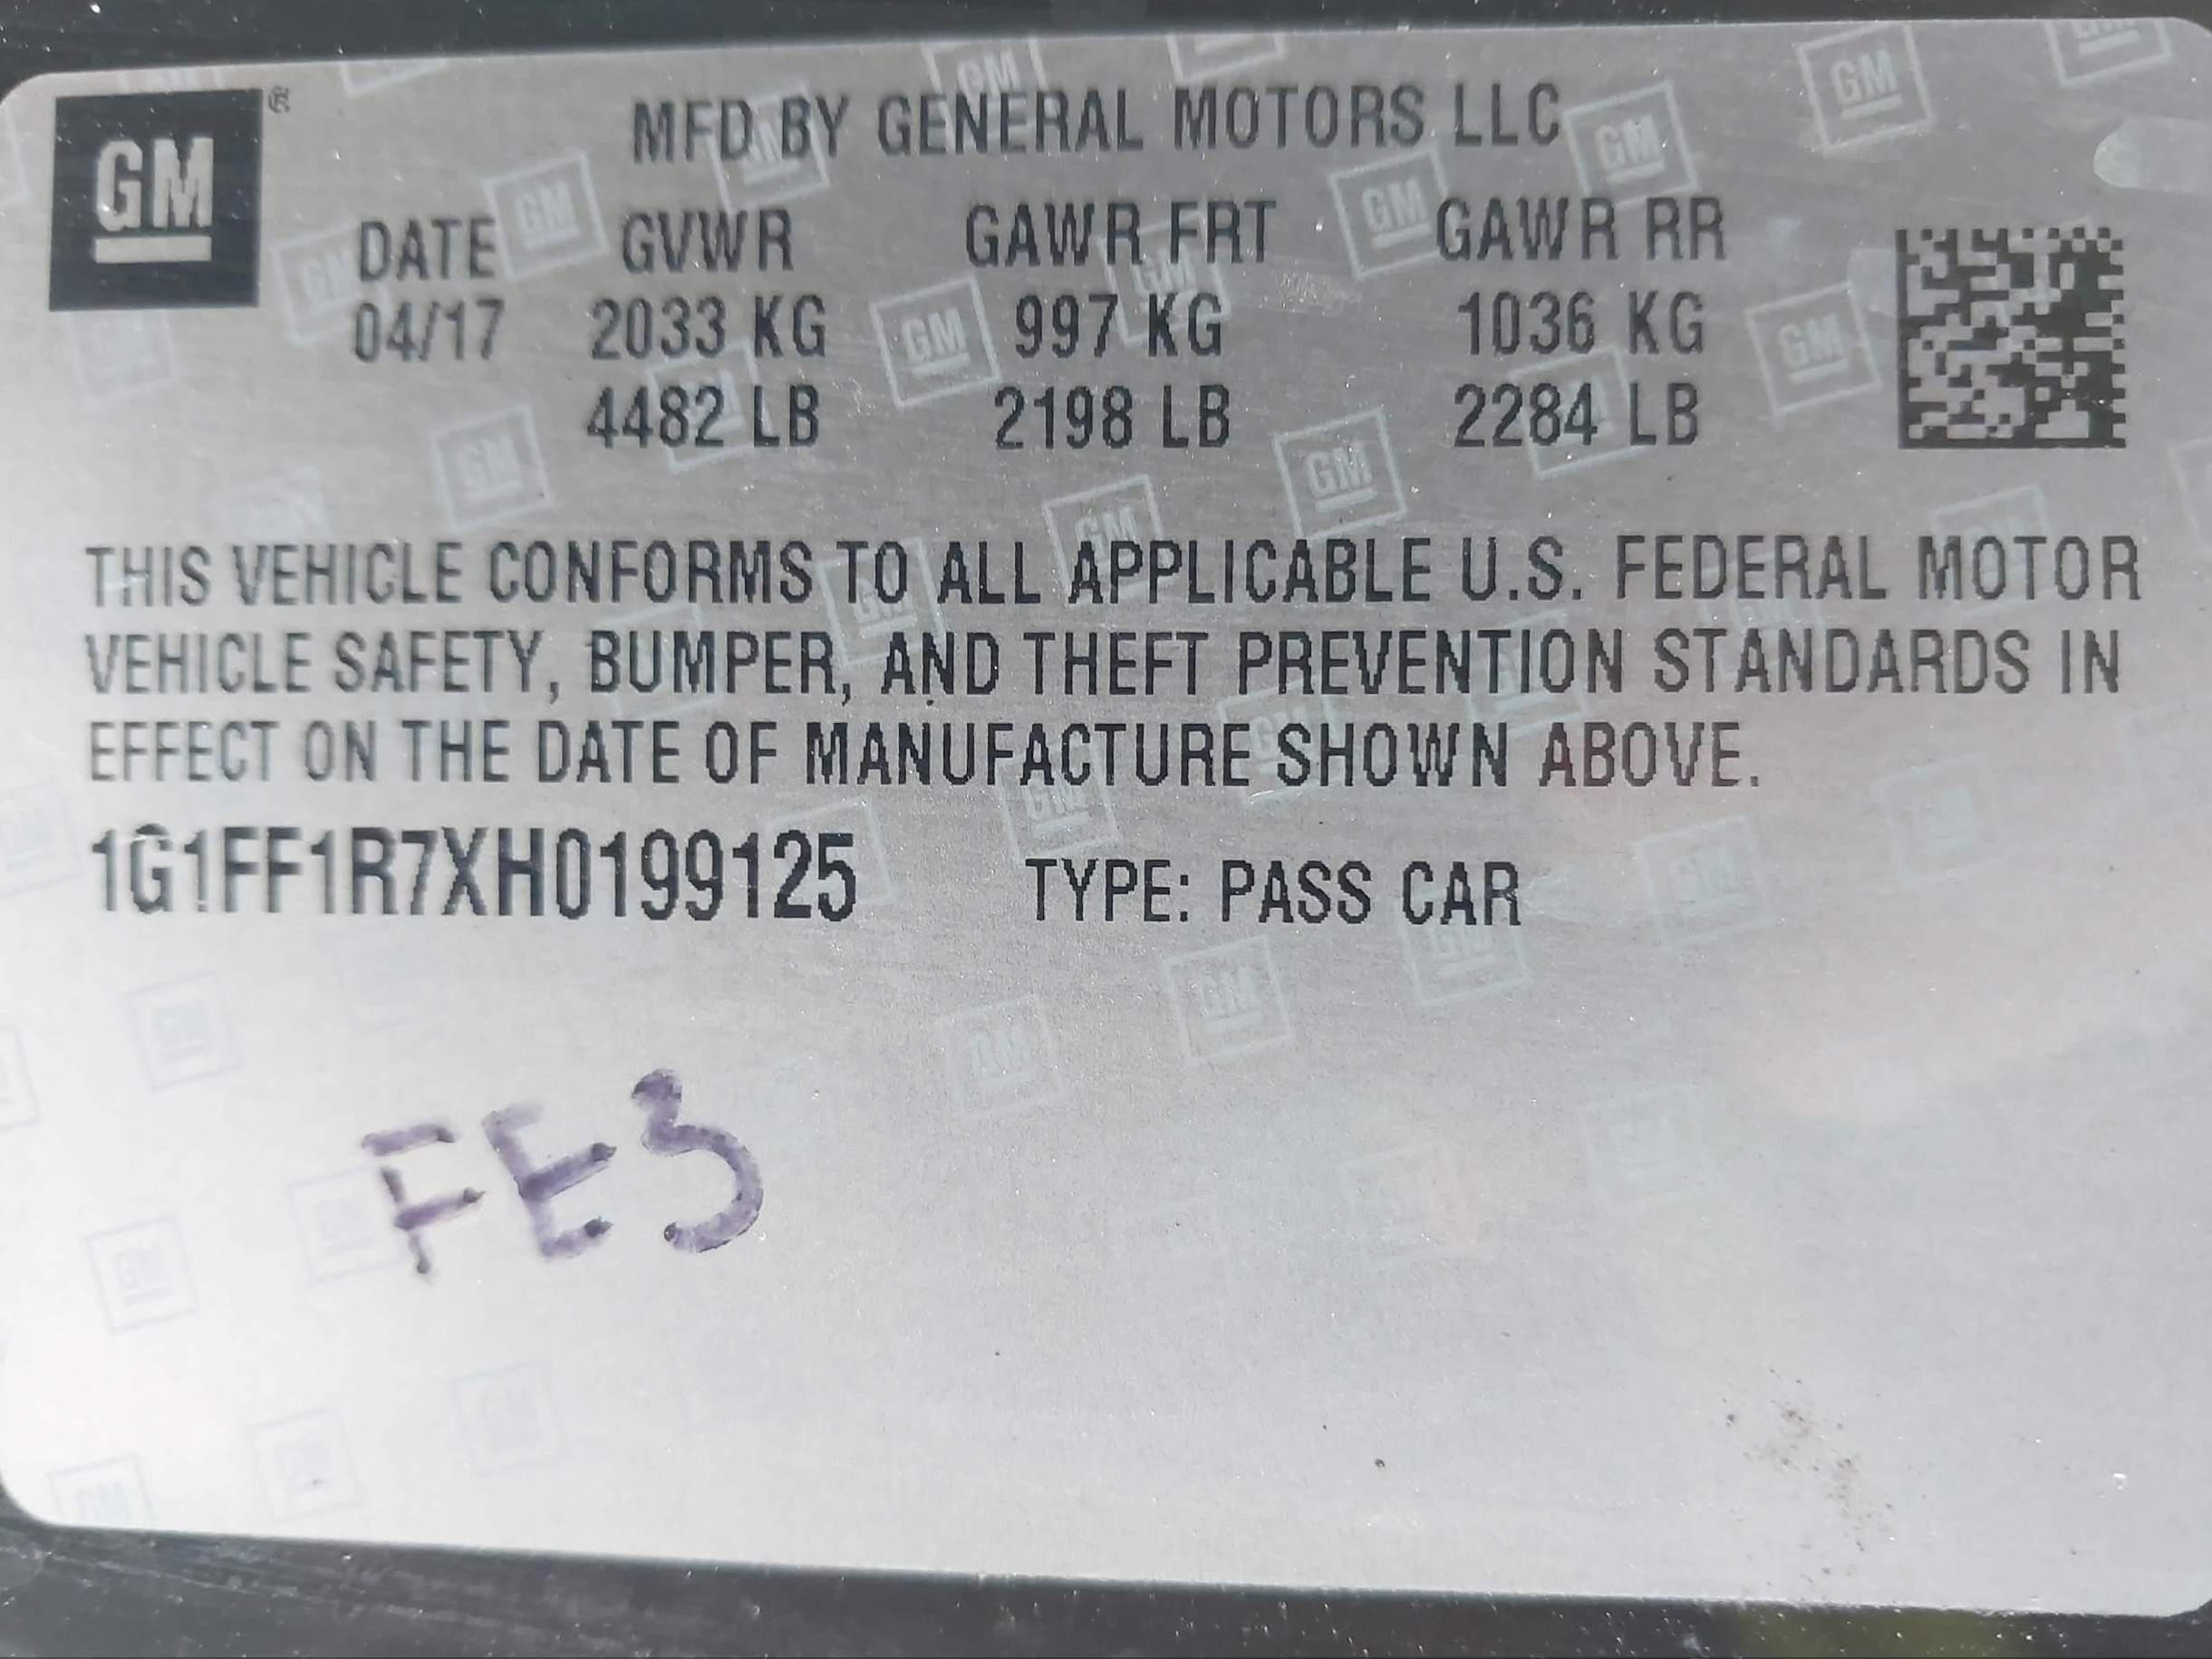 GM ®
MFD BY GENERAL MOTORS LLC
DATE GVWR GAWR FRT GAWR RR
04/17 2033 KG 997 KG 1036 KG
4482 LB 2198 LB 2284 LB
THIS VEHICLE CONFORMS TO ALL APPLICABLE U.S. FEDERAL MOTOR
VEHICLE SAFETY, BUMPER, AND THEFT PREVENTION STANDARDS IN
EFFECT ON THE DATE OF MANUFACTURE SHOWN ABOVE.
1G1FF1R7XH0199125 TYPE: PASS CAR
FE3